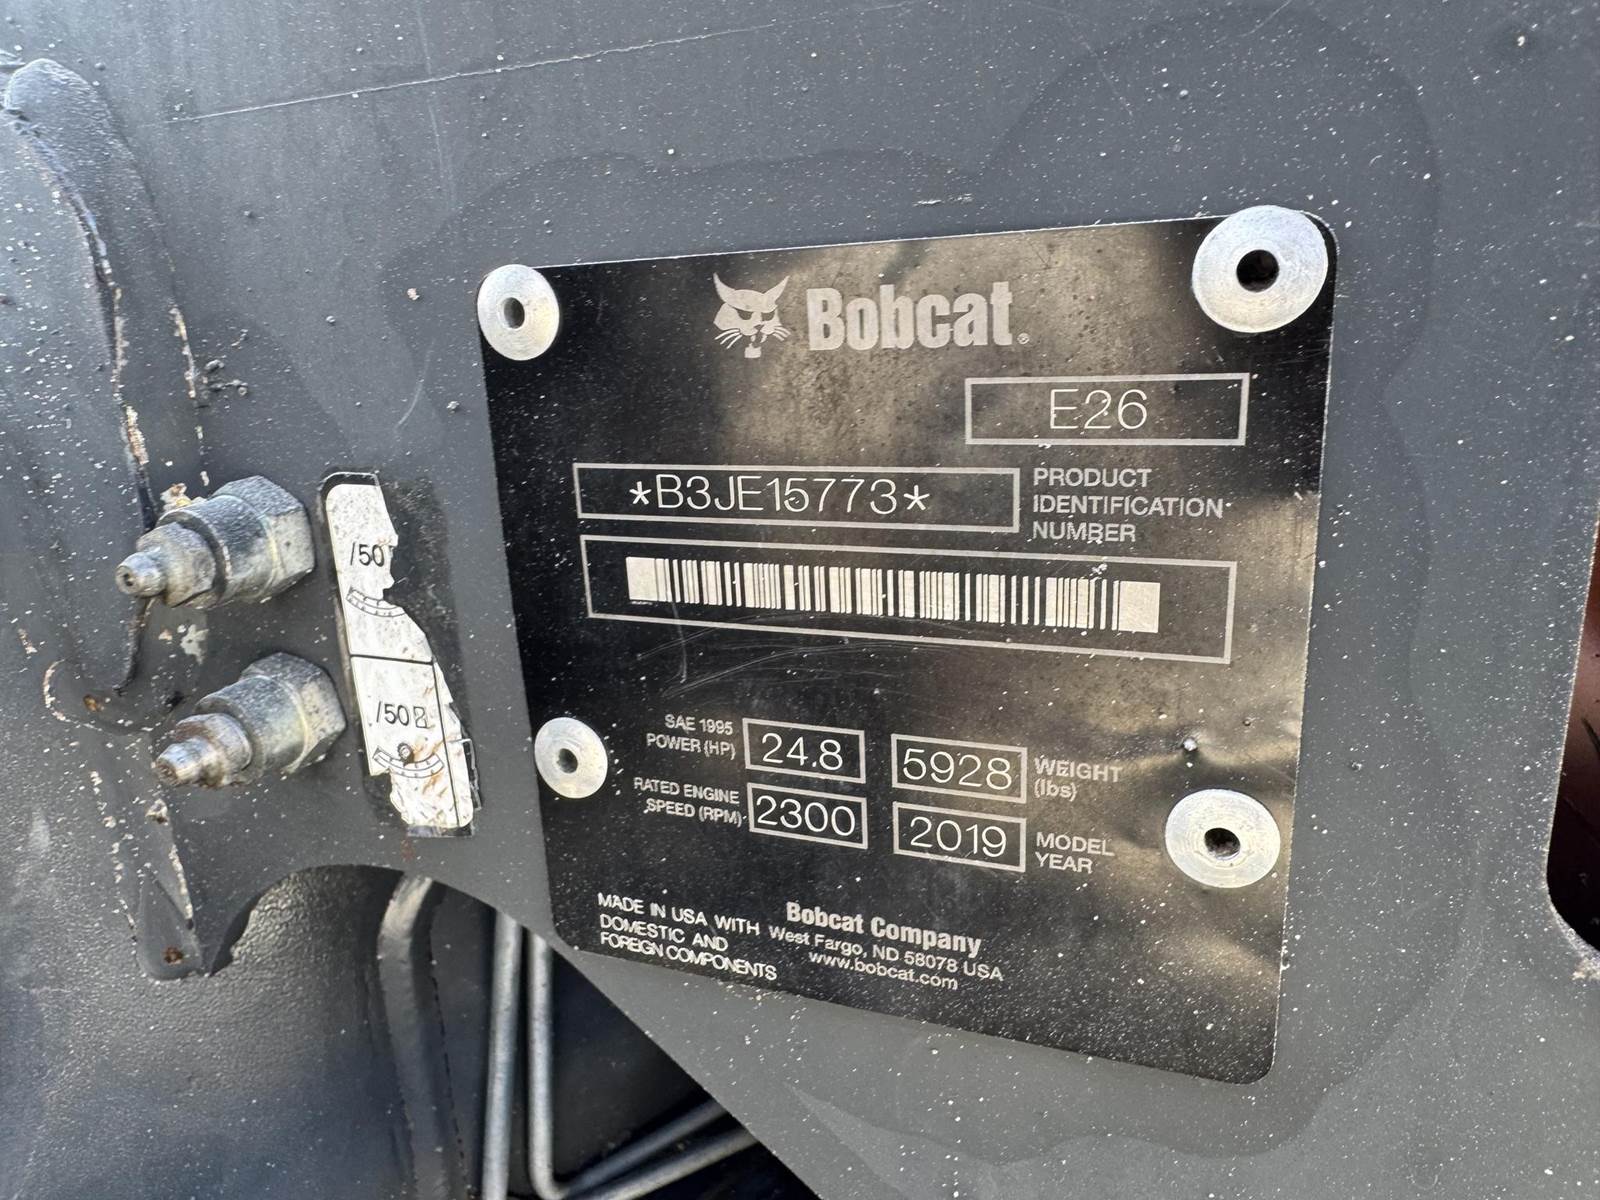 Bobcat®
E26
*B3JE15773*
PRODUCT
IDENTIFICATION
NUMBER
/50
/50
SAE 1995
POWER (HP)
24.8
5928
WEIGHT
(lbs)
RATED ENGINE
SPEED (RPM)
2300
2019
MODEL
YEAR
MADE IN USA WITH
DOMESTIC AND
FOREIGN COMPONENTS
Bobcat Company
West Fargo, ND 58078 USA
www.bobcat.com